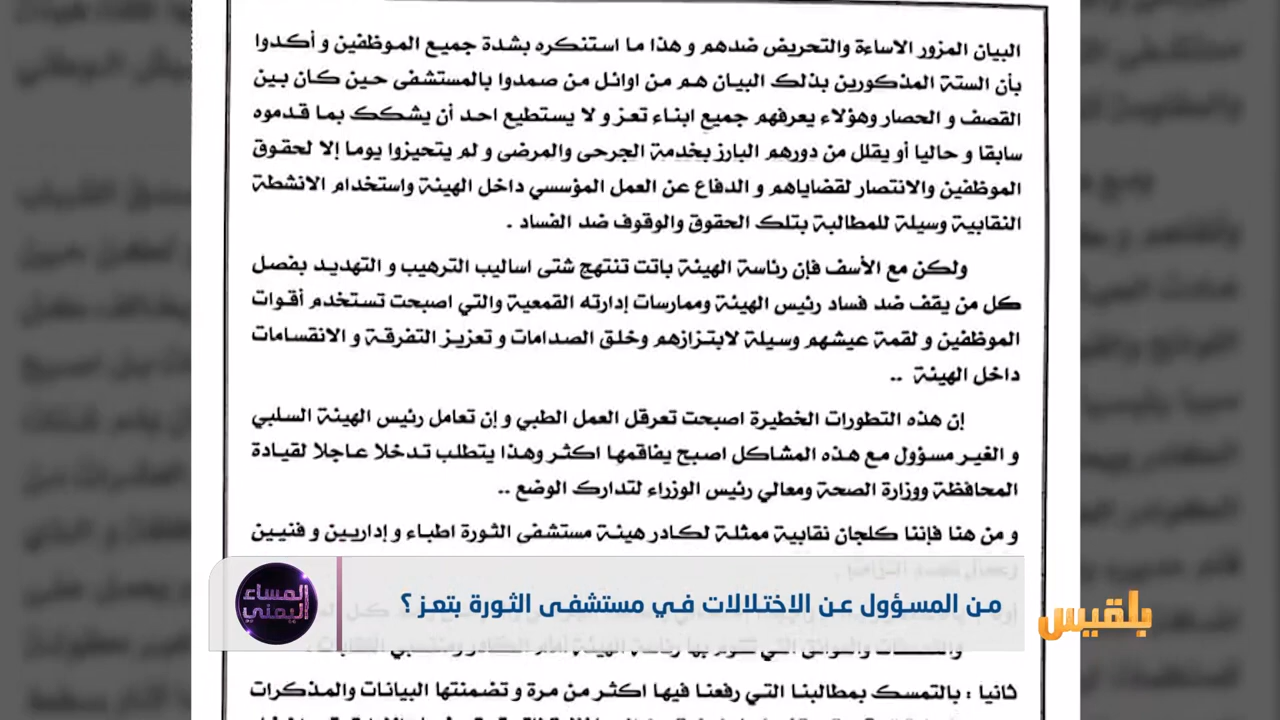 البيان المزور الاساءة والتحريض ضدهم و هذا ما استنكره بشدة جميع الموظفين و أكدوا
بأن الستة المذكورين بذلك البيان هم من اوائل من صمدوا بالمستشفى حين كان بين
القصف و الحصار وهؤلاء يعرفهم جميع ابناء تعز و لا يستطيع احد أن يشكك بما قدموه
سابقا و حاليا أو يقلل من دورهم البارز بخدمة الجرحى والمرضى و لم يتحيزوا يوما إلا لحقوق
الموظفين والانتصار لقضاياهم و الدفاع عن العمل المؤسسي داخل الهيئة واستخدام الانشطة
النقابية وسيلة للمطالبة بتلك الحقوق والوقوف ضد الفساد .
ولكن مع الأسف فإن رئاسة الهيئة باتت تنتهج شتى اساليب الترهيب و التهديد بفصل
كل من يقف ضد فساد رئيس الهيئة وممارسات إدارته القمعية والتي اصبحت تستخدم أقوات
الموظفين و لقمة عيشهم وسيلة لابتزازهم وخلق الصدامات و تعزيز التفرقة و الانقسامات
داخل الهيئة ..
إن هذه التطورات الخطيرة اصبحت تعرقل العمل الطبي و إن تعامل رئيس الهيئة السلبي
و الغير مسؤول مع هذه المشاكل اصبح يفاقمها اكثر وهذا يتطلب تدخلا عاجلا لقيادة
المحافظة ووزارة الصحة ومعالي رئيس الوزراء لتدارك الوضع ..
و من هنا فإننا كلجان نقابية ممثلة لكادر هيئة مستشفى الثورة اطباء و إداريين و فنيين
المساء
اليمني
من المسؤول عن الاختلالات في مستشفى الثورة بتعز ؟
بلقيس
ثانيا : بالتمسك بمطالبنا التي رفعنا فيها اكثر من مرة و تضمنتها البيانات والمذكرات